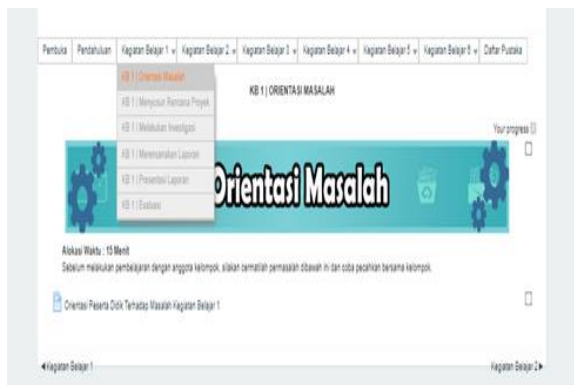 Pembuka Pendahuluan Kegiatan Belajar 1 Kegiatan Belajar 2 Kegiatan Belajar 3 Kegiatan Belajar 4 Kegiatan Belajar 5 Kegiatan Belajar 6 Daftar Pustaka
KB 1 | Orientasi Masalah
KB 1 | Menyusun Rencana Proyek
KB 1 | Melakukan Investigasi
KB 1 | Merencanakan Laporan
KB 1 | Presentasi Laporan
KB 1 | Evaluasi
KB 1 | ORIENTASI MASALAH
Your progress
Orientasi Masalah
Alokasi Waktu : 15 Menit
Sebelum melakukan pembelajaran dengan anggota kelompok, silakan cermatilah permasalah dibawah ini dan coba pecahkan bersama kelompok.
Orientasi Peserta Didik Terhadap Masalah Kegiatan Belajar 1
◀Kegiatan Belajar 1
Kegiatan Belajar 2▶